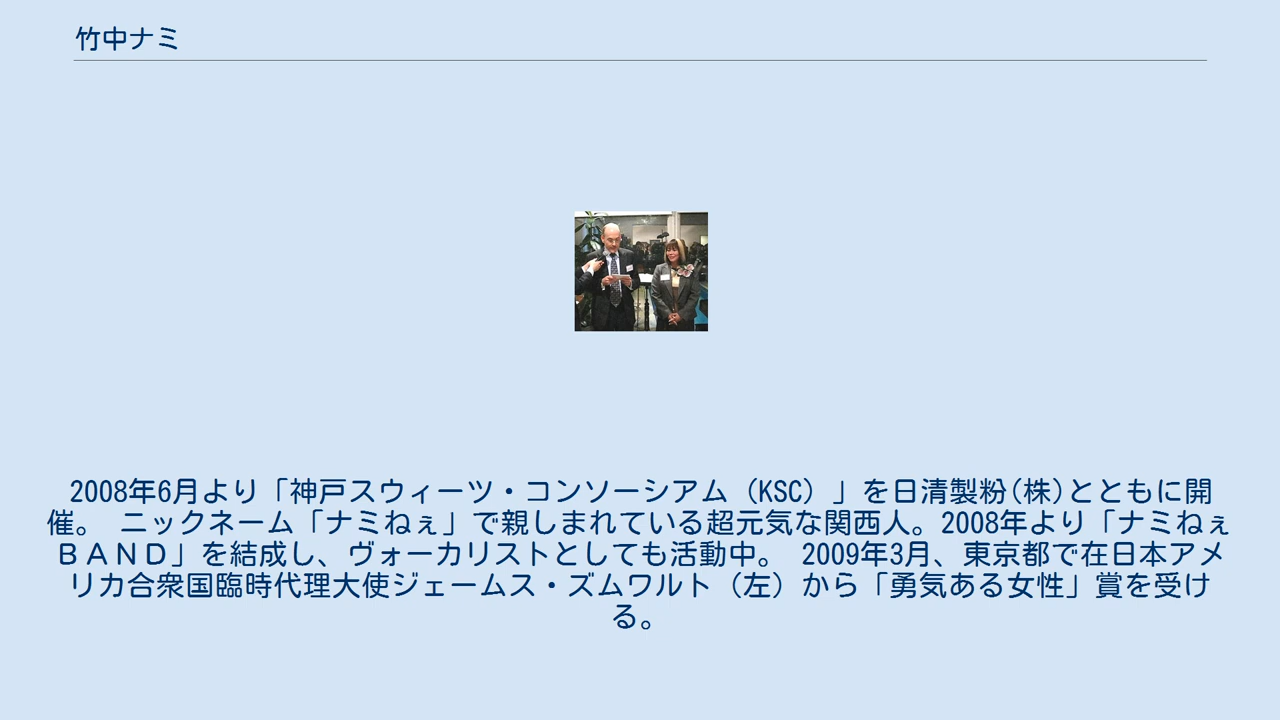 竹中ナミ
2008年6月より「神戸スウィーツ・コンソーシアム（KSC）」を日清製粉(株)とともに開
催。 ニックネーム「ナミねぇ」で親しまれている超元気な関西人。2008年より「ナミねぇ
ＢＡＮＤ」を結成し、ヴォーカリストとしても活動中。 2009年3月、東京都で在日本アメ
リカ合衆国臨時代理大使ジェームス・ズムワルト（左）から「勇気ある女性」賞を受け
る。